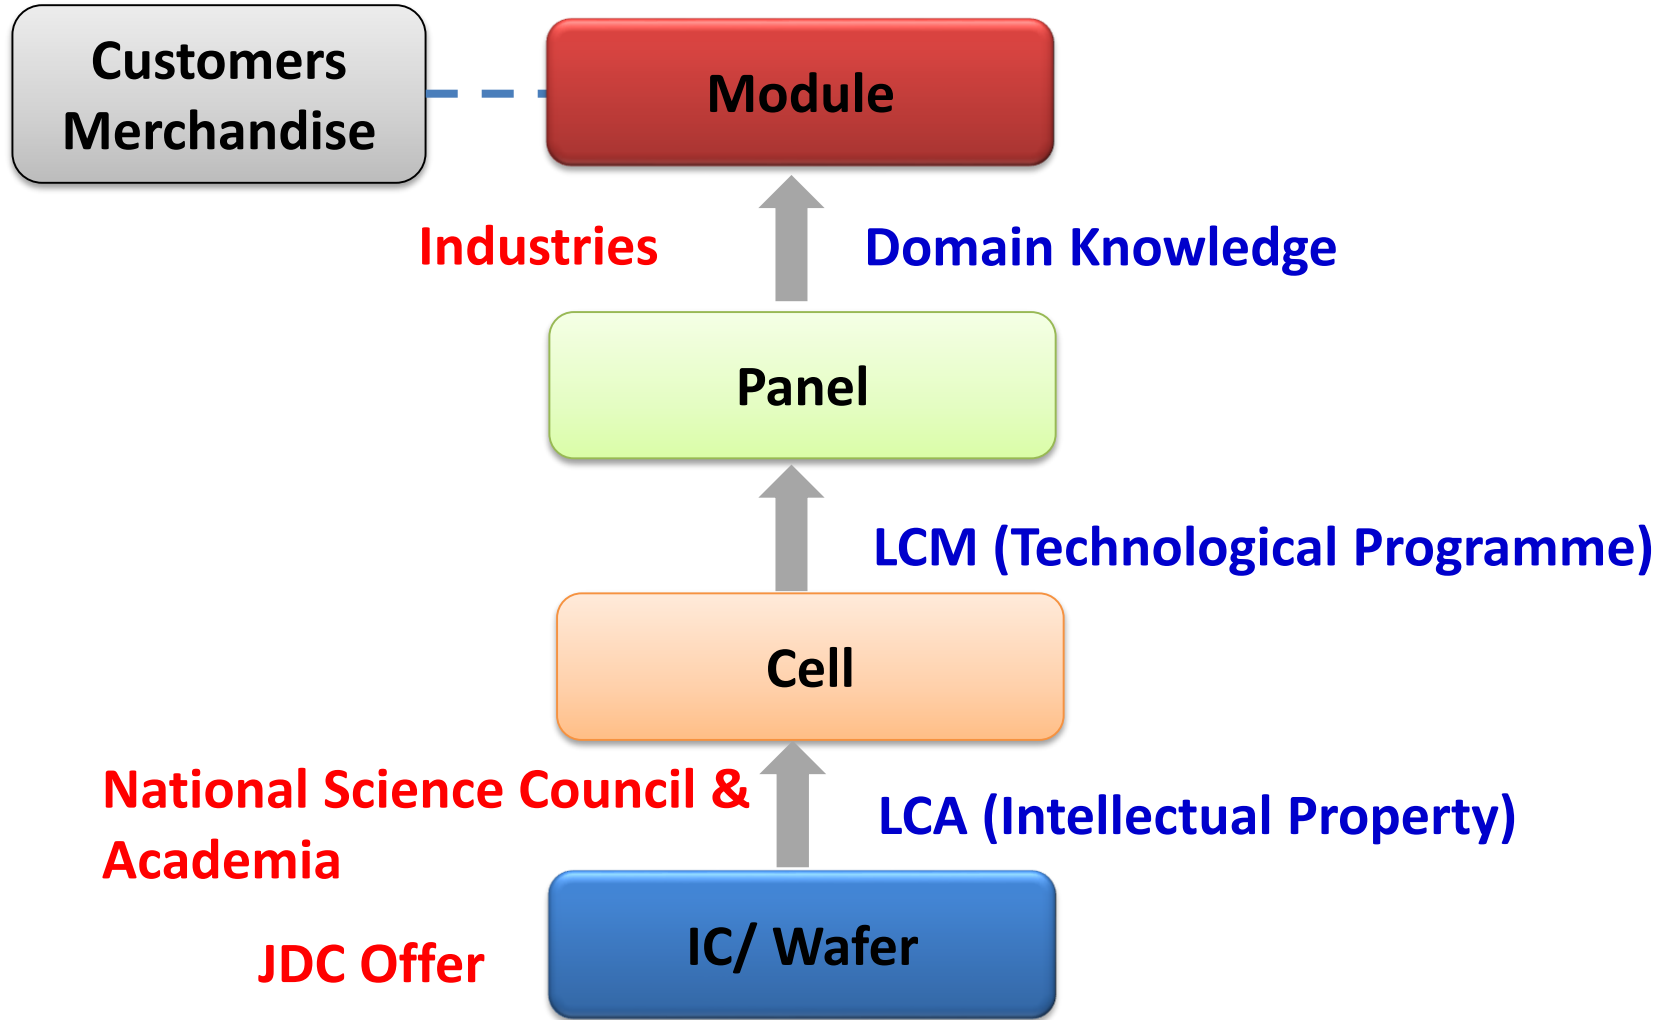 Customers
Merchandise
Module
Industries
Domain Knowledge
Panel
LCM (Technological Programme)
Cell
National Science Council &
Academia
LCA (Intellectual Property)
IC/ Wafer
JDC Offer